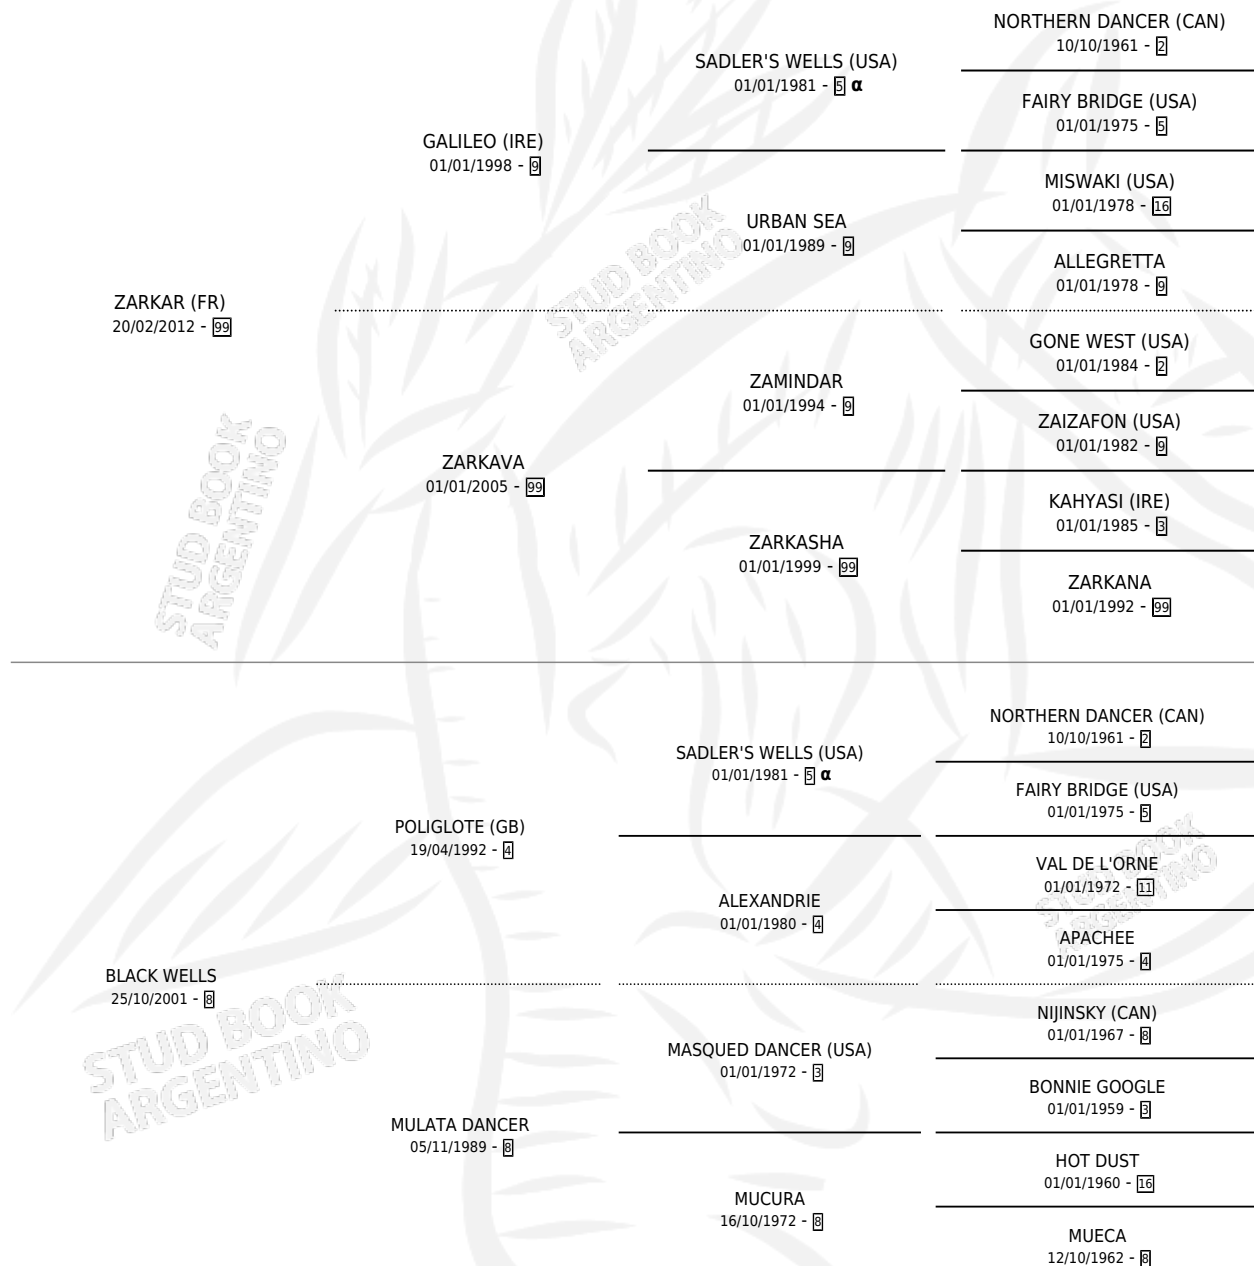 NORTHERN DANCER (CAN)
10/10/1961 - 2
SADLER'S WELLS (USA)
01/01/1981 - 5 α
FAIRY BRIDGE (USA)
01/01/1975 - 5
GALILEO (IRE)
01/01/1998 - 9
MISWAKI (USA)
01/01/1978 - 16
URBAN SEA
01/01/1989 - 9
ALLEGRETTA
01/01/1978 - 9
ZARKAR (FR)
20/02/2012 - 99
GONE WEST (USA)
01/01/1984 - 2
ZAMINDAR
01/01/1994 - 9
ZAIZAFON (USA)
01/01/1982 - 9
ZARKAVA
01/01/2005 - 99
KAHYASI (IRE)
01/01/1985 - 3
ZARKASHA
01/01/1999 - 99
ZARKANA
01/01/1992 - 99
NORTHERN DANCER (CAN)
10/10/1961 - 2
SADLER'S WELLS (USA)
01/01/1981 - 5 α
FAIRY BRIDGE (USA)
01/01/1975 - 5
POLIGLOTE (GB)
19/04/1992 - 4
VAL DE L'ORNE
01/01/1972 - 11
ALEXANDRIE
01/01/1980 - 4
APACHEE
01/01/1975 - 4
BLACK WELLS
25/10/2001 - 8
NIJINSKY (CAN)
01/01/1967 - 8
MASQUED DANCER (USA)
01/01/1972 - 3
BONNIE GOOGLE
01/01/1959 - 3
MULATA DANCER
05/11/1989 - 8
HOT DUST
01/01/1960 - 16
MUCURA
16/10/1972 - 8
MUECA
12/10/1962 - 8
STUD BOOK
ARGENTINO
STUD BOOK
ARGENTINO
STUD BOOK
ARGENTINO
STUD BOOK
ARGENTINO